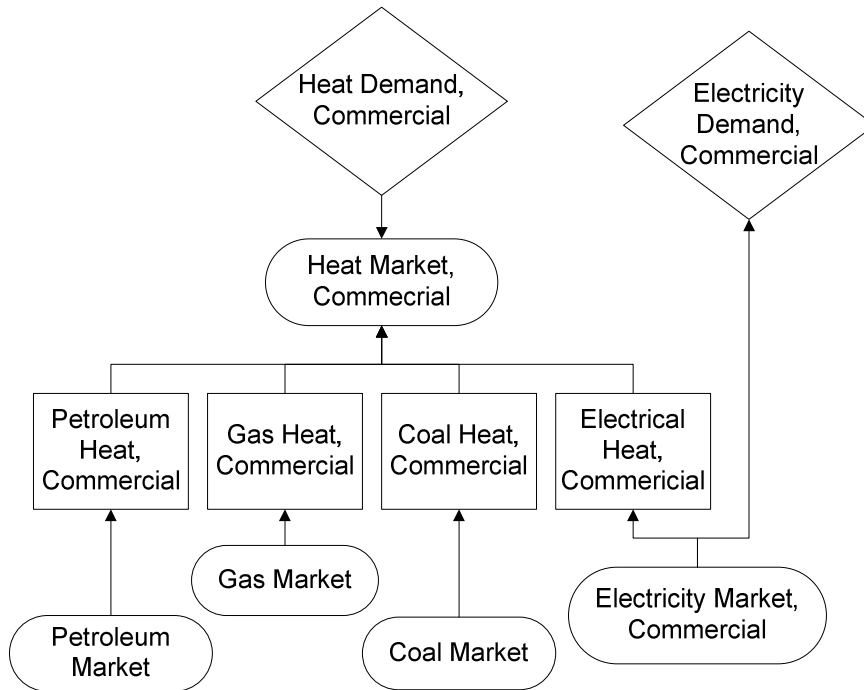 Heat Demand,
Commercial
Electricity
Demand,
Commercial
Heat Market,
Commecrial
Petroleum
Heat,
Commercial
Gas Heat,
Commercial
Coal Heat,
Commercial
Electrical
Heat,
Commericial
Gas Market
Petroleum
Market
Coal Market
Electricity Market,
Commercial